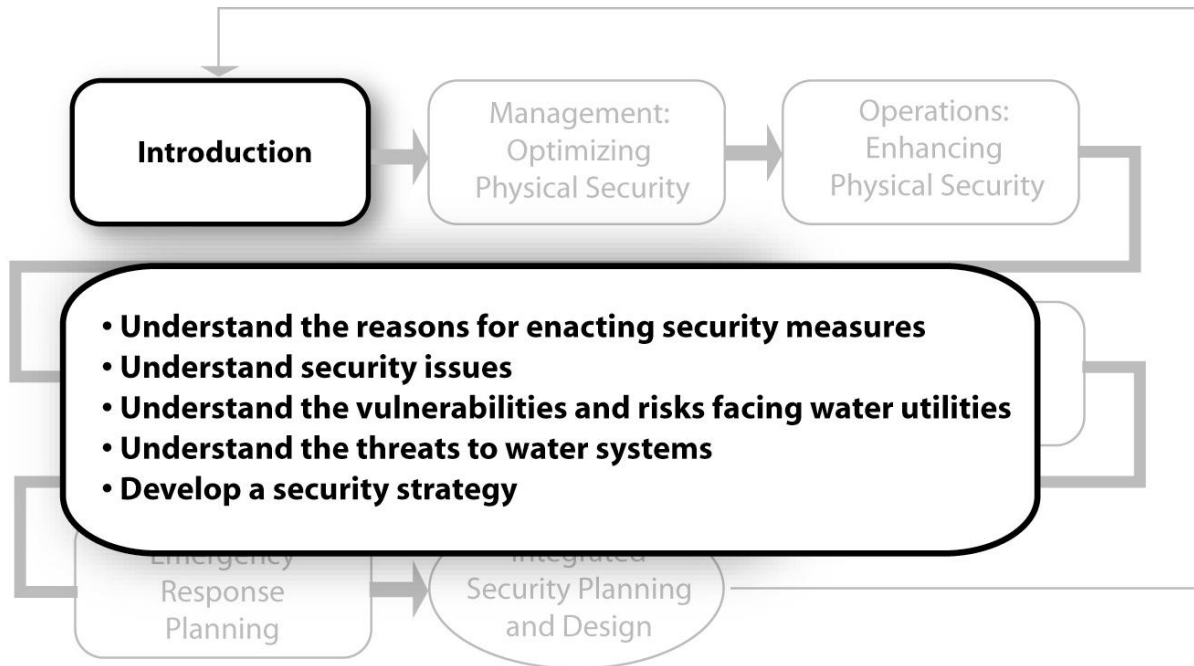 Introduction
Management:
Optimizing
Physical Security
Operations:
Enhancing
Physical Security
• Understand the reasons for enacting security measures
• Understand security issues
• Understand the vulnerabilities and risks facing water utilities
• Understand the threats to water systems
• Develop a security strategy
Emergency
Response
Planning
Integrated
Security Planning
and Design